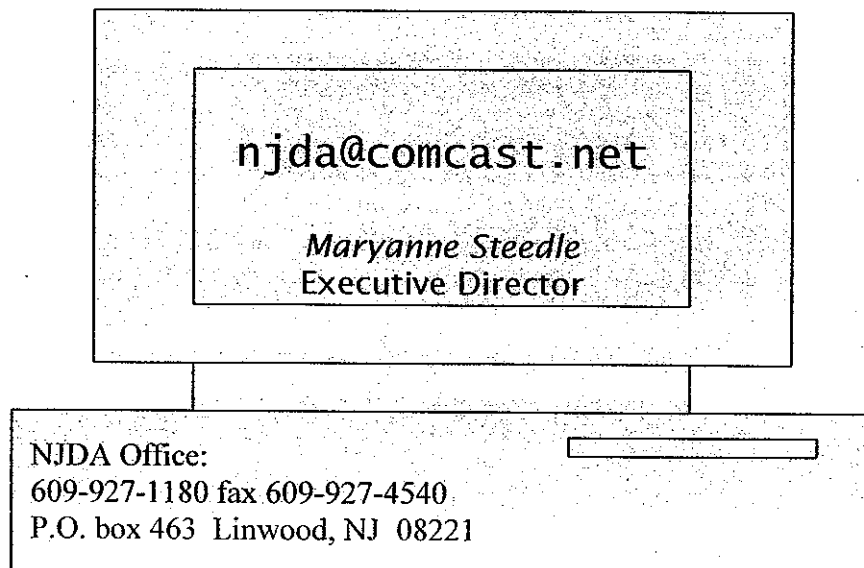 njda@comcast.net
Maryanne Steedle
Executive Director
NJDA Office:
609-927-1180 fax 609-927-4540
P.O. box 463 Linwood, NJ 08221